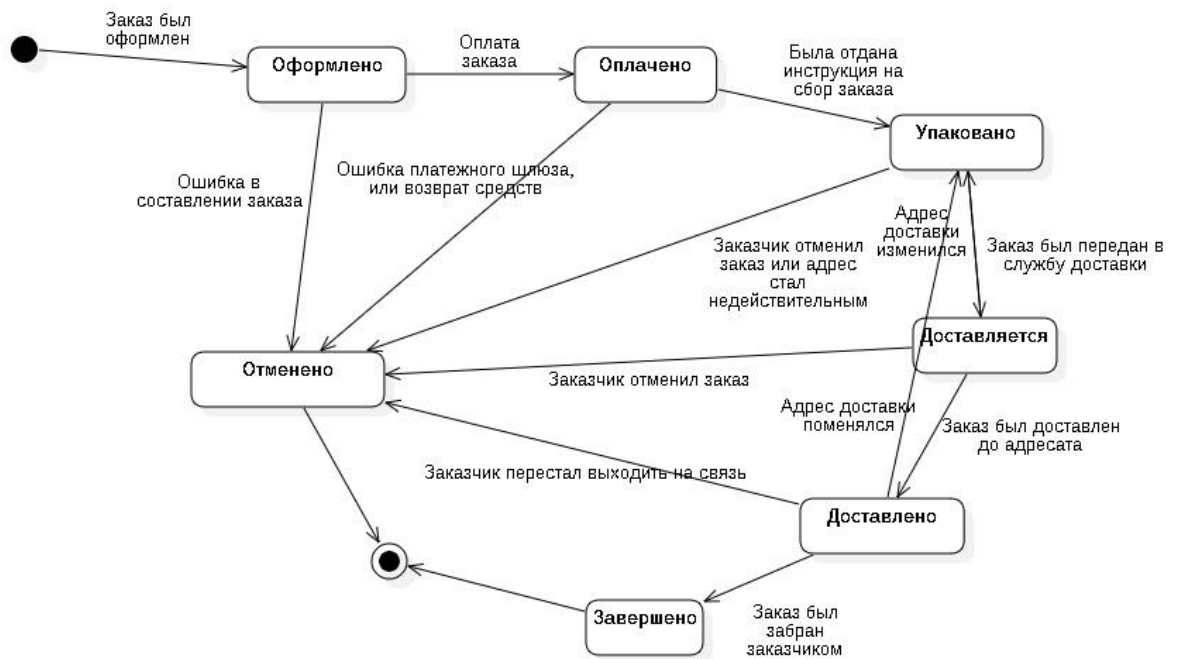 Заказ был
оформлен
Оформлено
Оплата
заказа
Оплачено
Была отдана
инструкция на
сбор заказа
Упаковано
Ошибка в
составлении заказа
Ошибка платежного шлюза,
или возврат средств
Заказчик отменил
заказ или адрес
стал
недействительным
Адрес
доставки
изменился
Заказ был передан в
службу доставки
Доставляется
Отменено
Заказчик отменил заказ
Адрес доставки
поменялся
Заказ был доставлен
до адресата
Заказчик перестал выходить на связь
Доставлено
Завершено
Заказ был
забран
заказчиком